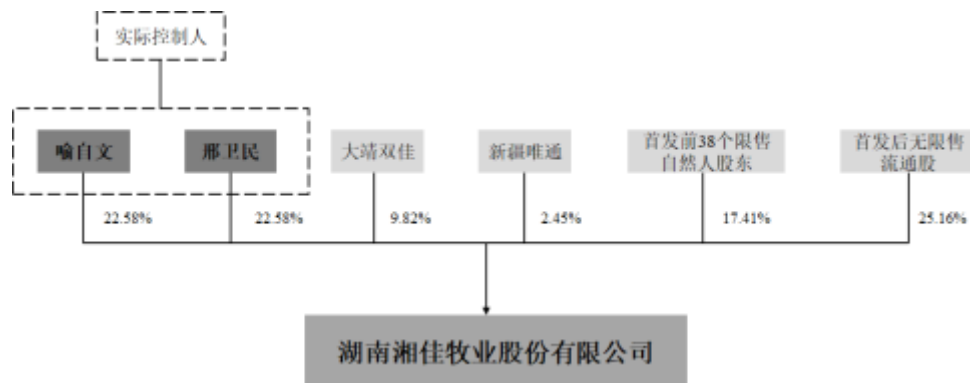 实际控制人
喻自文
邢卫民
大靖双佳
新疆唯通
首发前38个限售
自然人股东
首发后无限售
流通股
22.58%
22.58%
9.82%
2.45%
17.41%
25.16%
湖南湘佳牧业股份有限公司